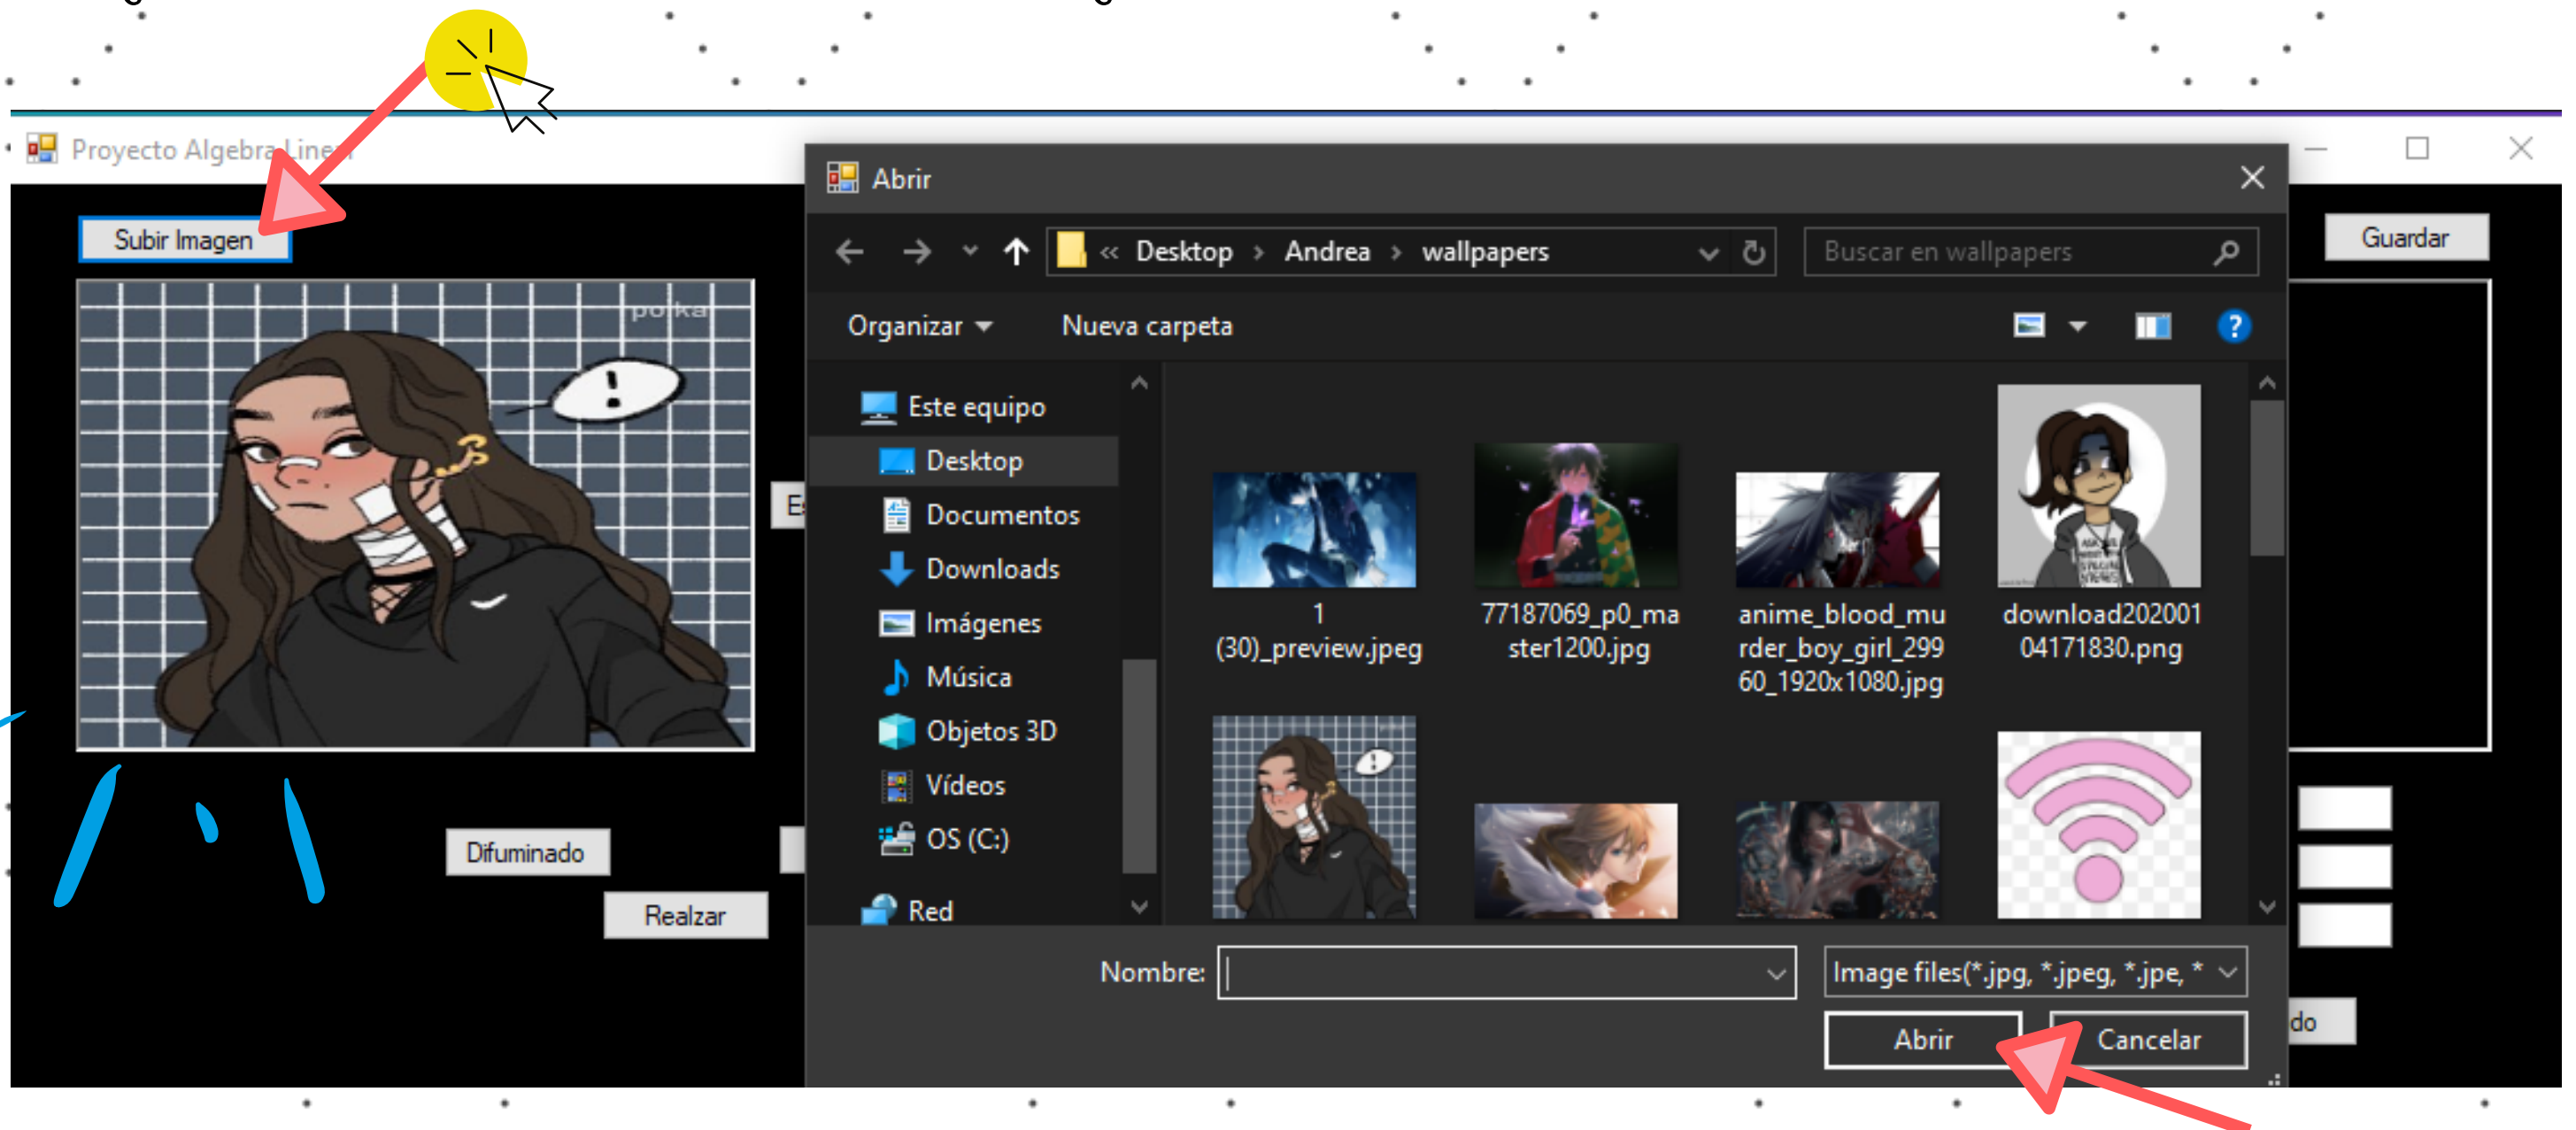 Proyecto Algebra Linear
Subir Imagen
Guardar
polka
!
Abrir
« Desktop > Andrea > wallpapers
Buscar en wallpapers
Organizar
Nueva carpeta
?
Este equipo
Desktop
Documentos
Downloads
Imágenes
Música
Objetos 3D
Vídeos
OS (C:)
Red
1
(30)_preview.jpeg
77187069_p0_ma
ster1200.jpg
anime_blood_mu
rder_boy_girl_299
60_1920x1080.jpg
download202001
04171830.png
Difuminado
Realzar
Nombre:
Image files(*.jpg, *.jpeg, *.jpe, *
Abrir
Cancelar
do